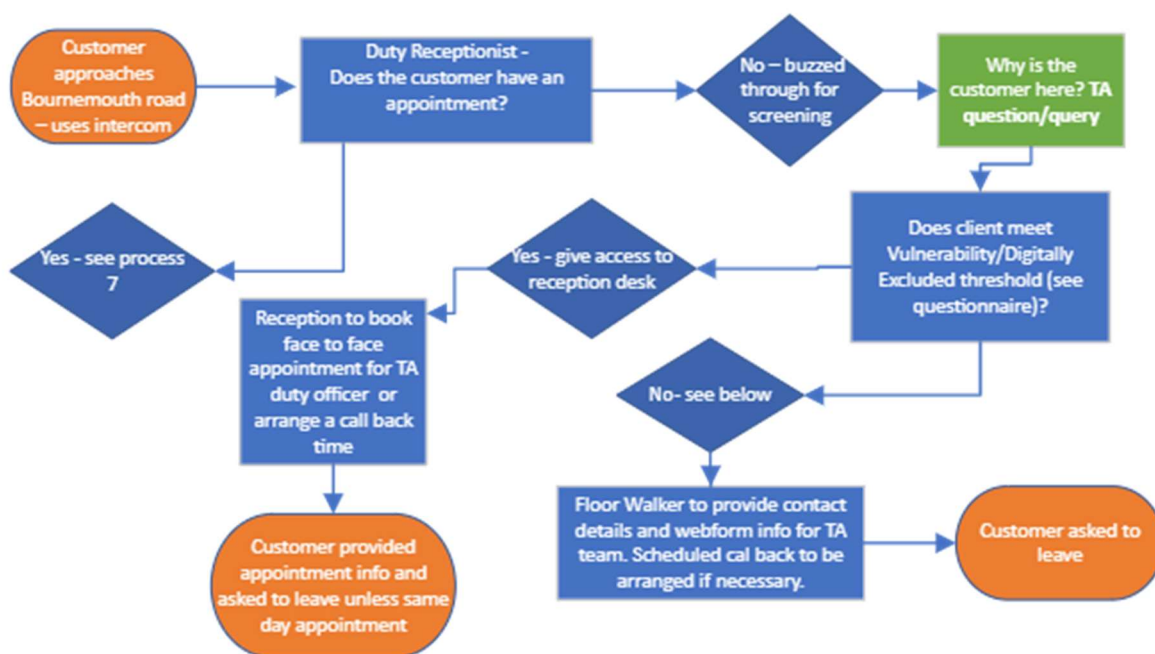 Customer
approaches
Bournemouth road
– uses intercom
Duty Receptionist -
Does the customer have an
appointment?
No – buzzed
through for
screening
Why is the
customer here? TA
question/query
Yes - see process
7
Yes - give access to
reception desk
Does client meet
Vulnerability/Digitally
Excluded threshold (see
questionnaire)?
Reception to book
face to face
appointment for TA
duty officer or
arrange a call back
time
No- see below
Customer provided
appointment info and
asked to leave unless same
day appointment
Floor Walker to provide contact
details and webform info for TA
team. Scheduled cal back to be
arranged if necessary.
Customer asked to
leave